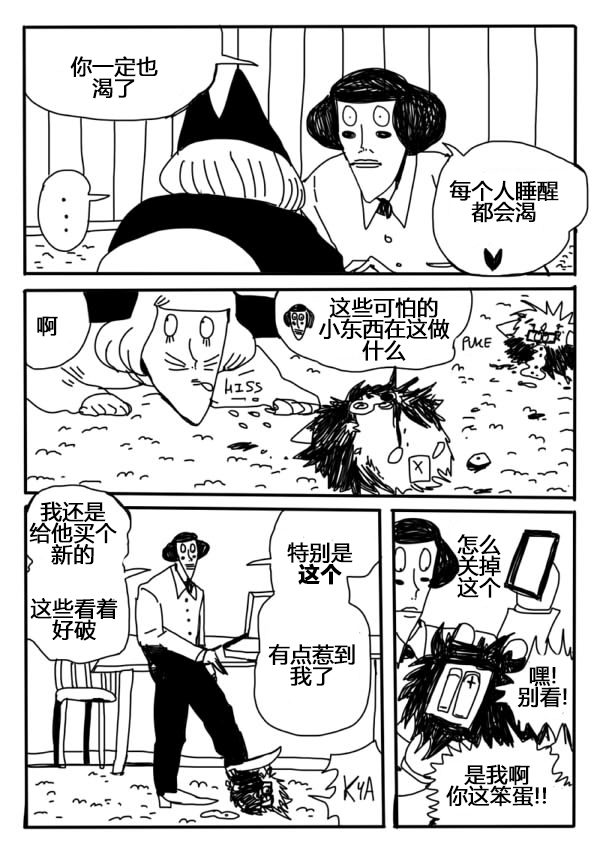 你一定也
渴了
每个人睡醒
都会渴
啊
HISS
这些可怕的
小东西在这做
什么
PUKE
X
我还是
给他买个
新的
这些看着
好破
特别是
这个
有点惹到
我了
KYA
怎么
关掉
这个
嘿!
别看!
是我啊
你这笨蛋!!